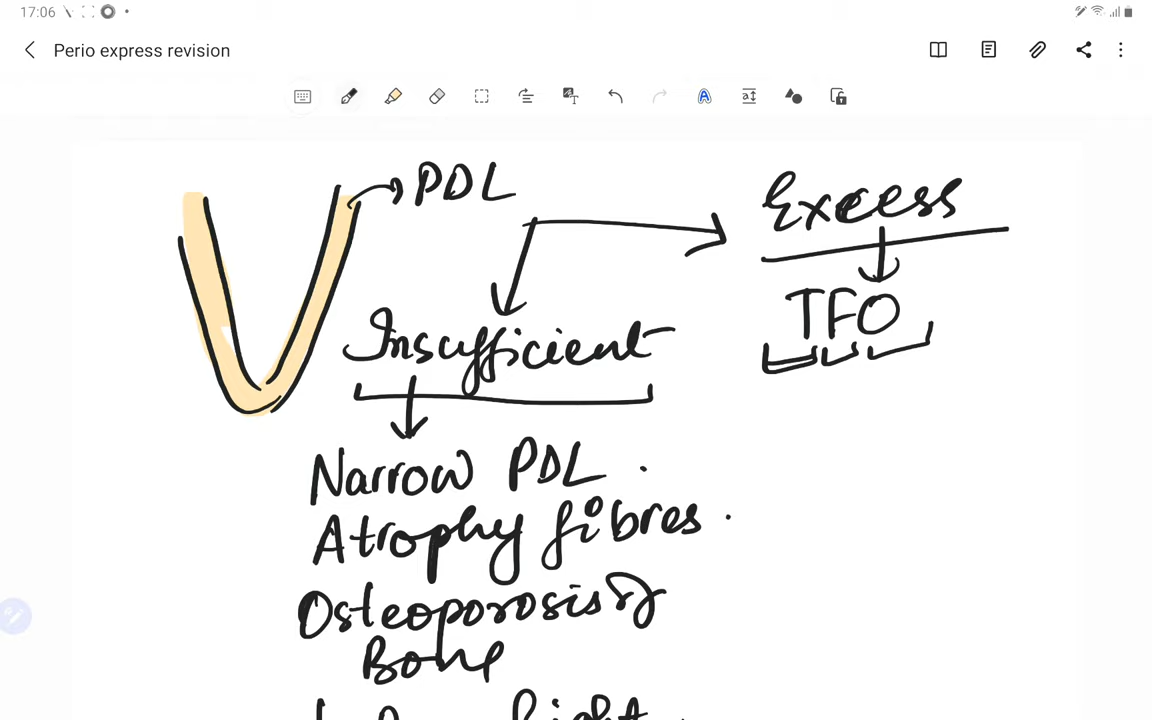 17:06
Perio express revision
PDL
Excess
TFO
Insufficient
Narrow PDL .
Atrophy fibres .
Osteoporosis of
Bone